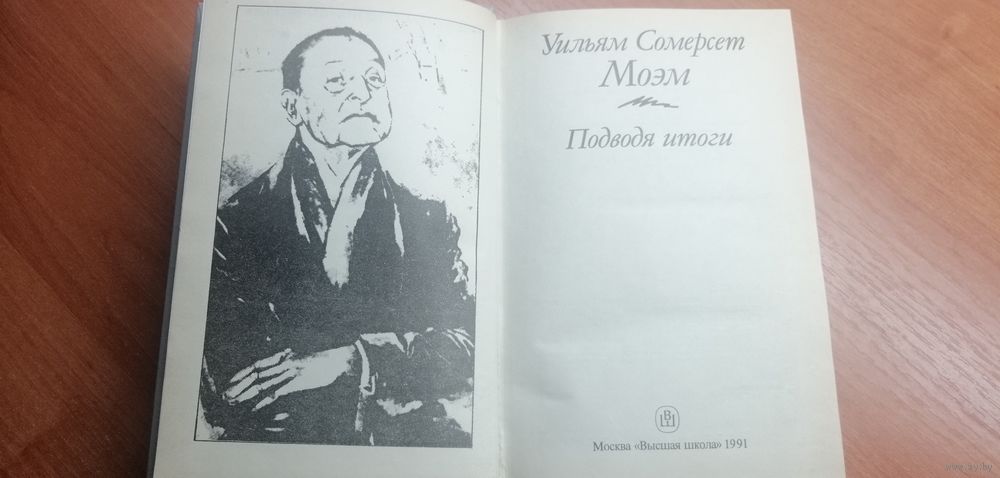 Уильям Сомерсет
Моэм
Подводя итоги
Москва «Высшая школа» 1991